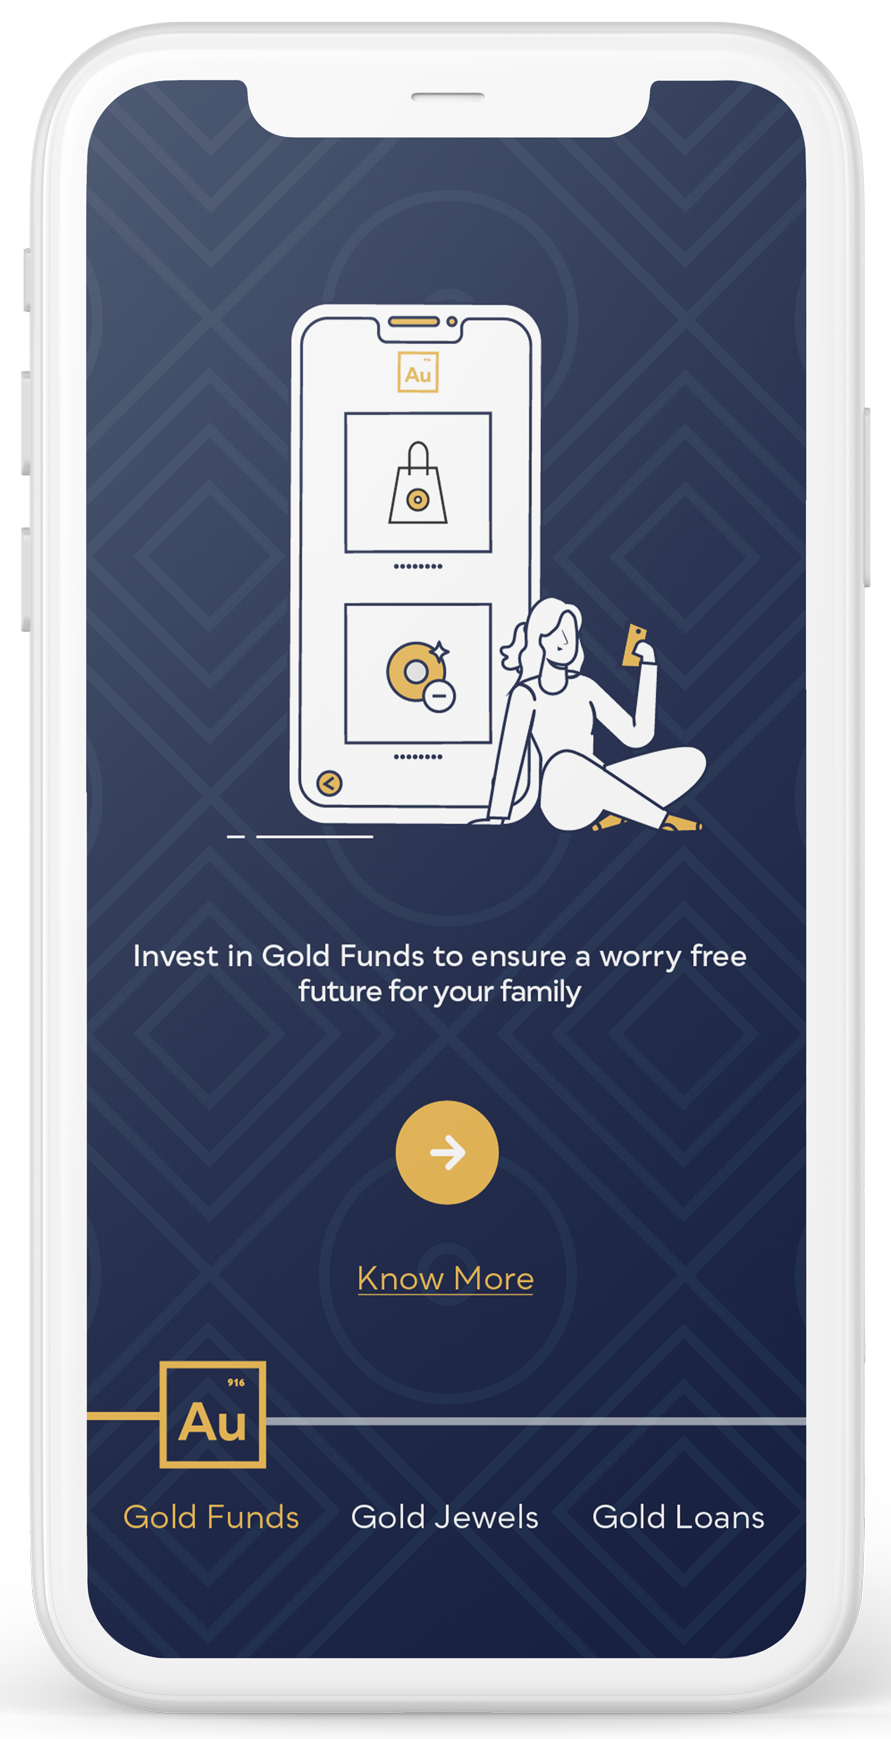 Au
Invest in Gold Funds to ensure a worry free
future for your family
Know More
916
Au
Gold Funds Gold Jewels Gold Loans